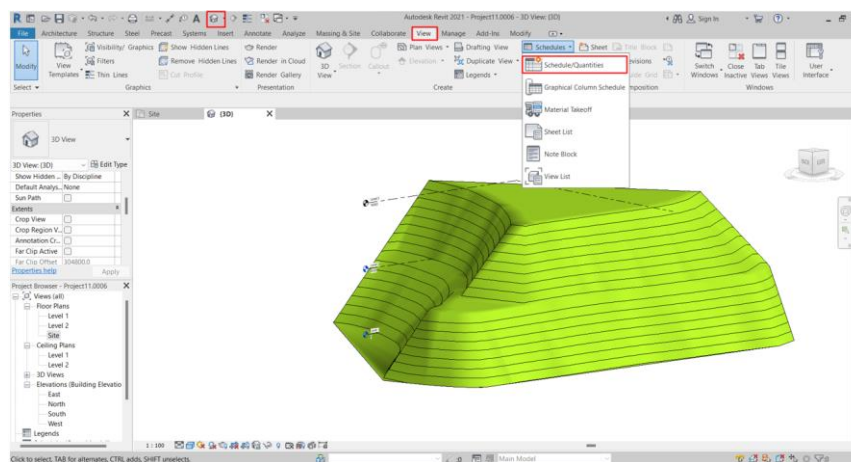 Autodesk Revit 2021 - Project11.0006 - 3D View: {3D}
Sign In
File Architecture Structure Steel Precast Systems Insert Annotate Analyze Massing & Site Collaborate View Manage Add-Ins Modify
Modify
View Templates
Visibility/ Graphics
Filters
Thin Lines
Show Hidden Lines
Remove Hidden Lines
Cut Profile
Render
Render in Cloud
Render Gallery
3D View
Section
Callout
Plan Views
Elevation
Drafting View
Duplicate View
Legends
Schedules
Sheet
Title Block
Switch Windows
Close Inactive
Tab Views
Tile Views
User Interface
Select
Graphics
Presentation
Create
Windows
Schedule/Quantities
Graphical Column Schedule
Material Takeoff
Sheet List
Note Block
View List
Properties
Site
{3D}
3D View
3D View: {3D}
Edit Type
Show Hidden ... By Discipline
Default Analys... None
Sun Path
Extents
Crop View
Crop Region V...
Annotation Cr...
Far Clip Active
Far Clip Offset 304800.0
Properties help
Apply
Project Browser - Project11.0006
Views (all)
Floor Plans
Level 1
Level 2
Site
Ceiling Plans
Level 1
Level 2
3D Views
Elevations (Building Elevatio
East
North
South
West
Legends
1 : 100
Click to select, TAB for alternates, CTRL adds, SHIFT unselects.
:0
Main Model